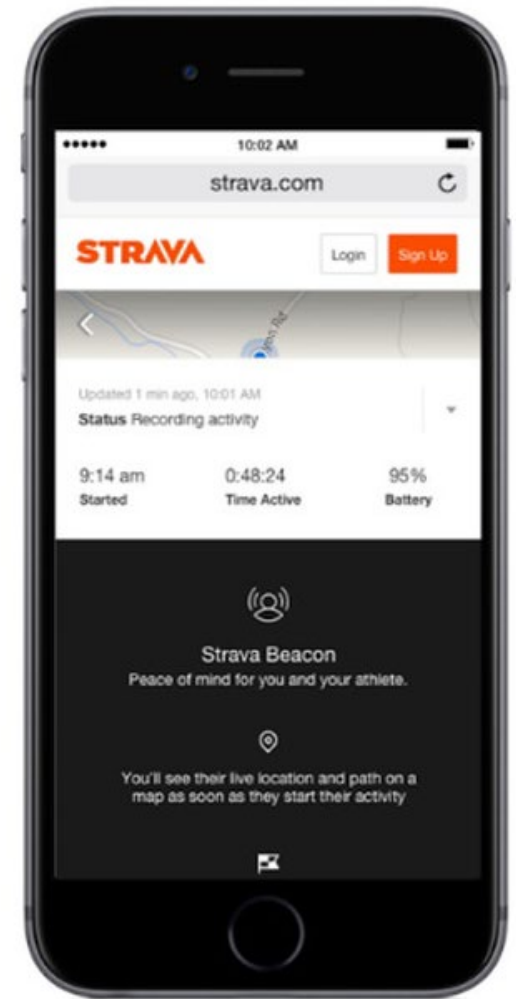 10:02 AM
strava.com
STRAVA
Login
Sign Up
Updated 1 min ago, 10:01 AM
Status Recording activity
9:14 am 0:48:24 95%
Started Time Active Battery
Strava Beacon
Peace of mind for you and your athlete.
You'll see their live location and path on a
map as soon as they start their activity